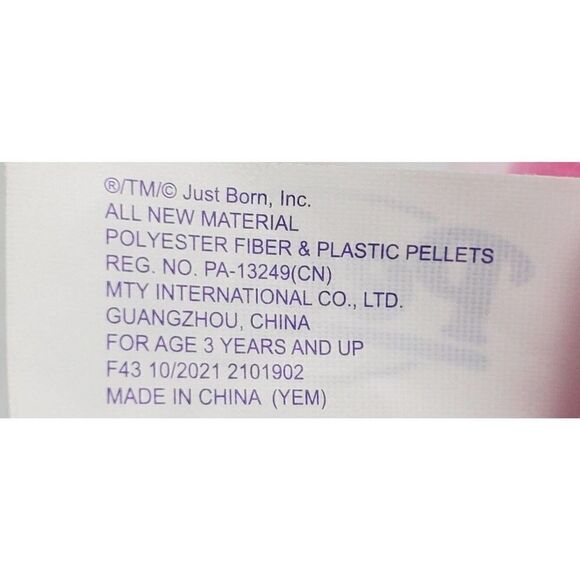 ®/TM/© Just Born, Inc.
ALL NEW MATERIAL
POLYESTER FIBER & PLASTIC PELLETS
REG. NO. PA-13249(CN)
MTY INTERNATIONAL CO., LTD.
GUANGZHOU, CHINA
FOR AGE 3 YEARS AND UP
F43 10/2021 2101902
MADE IN CHINA (YEM)